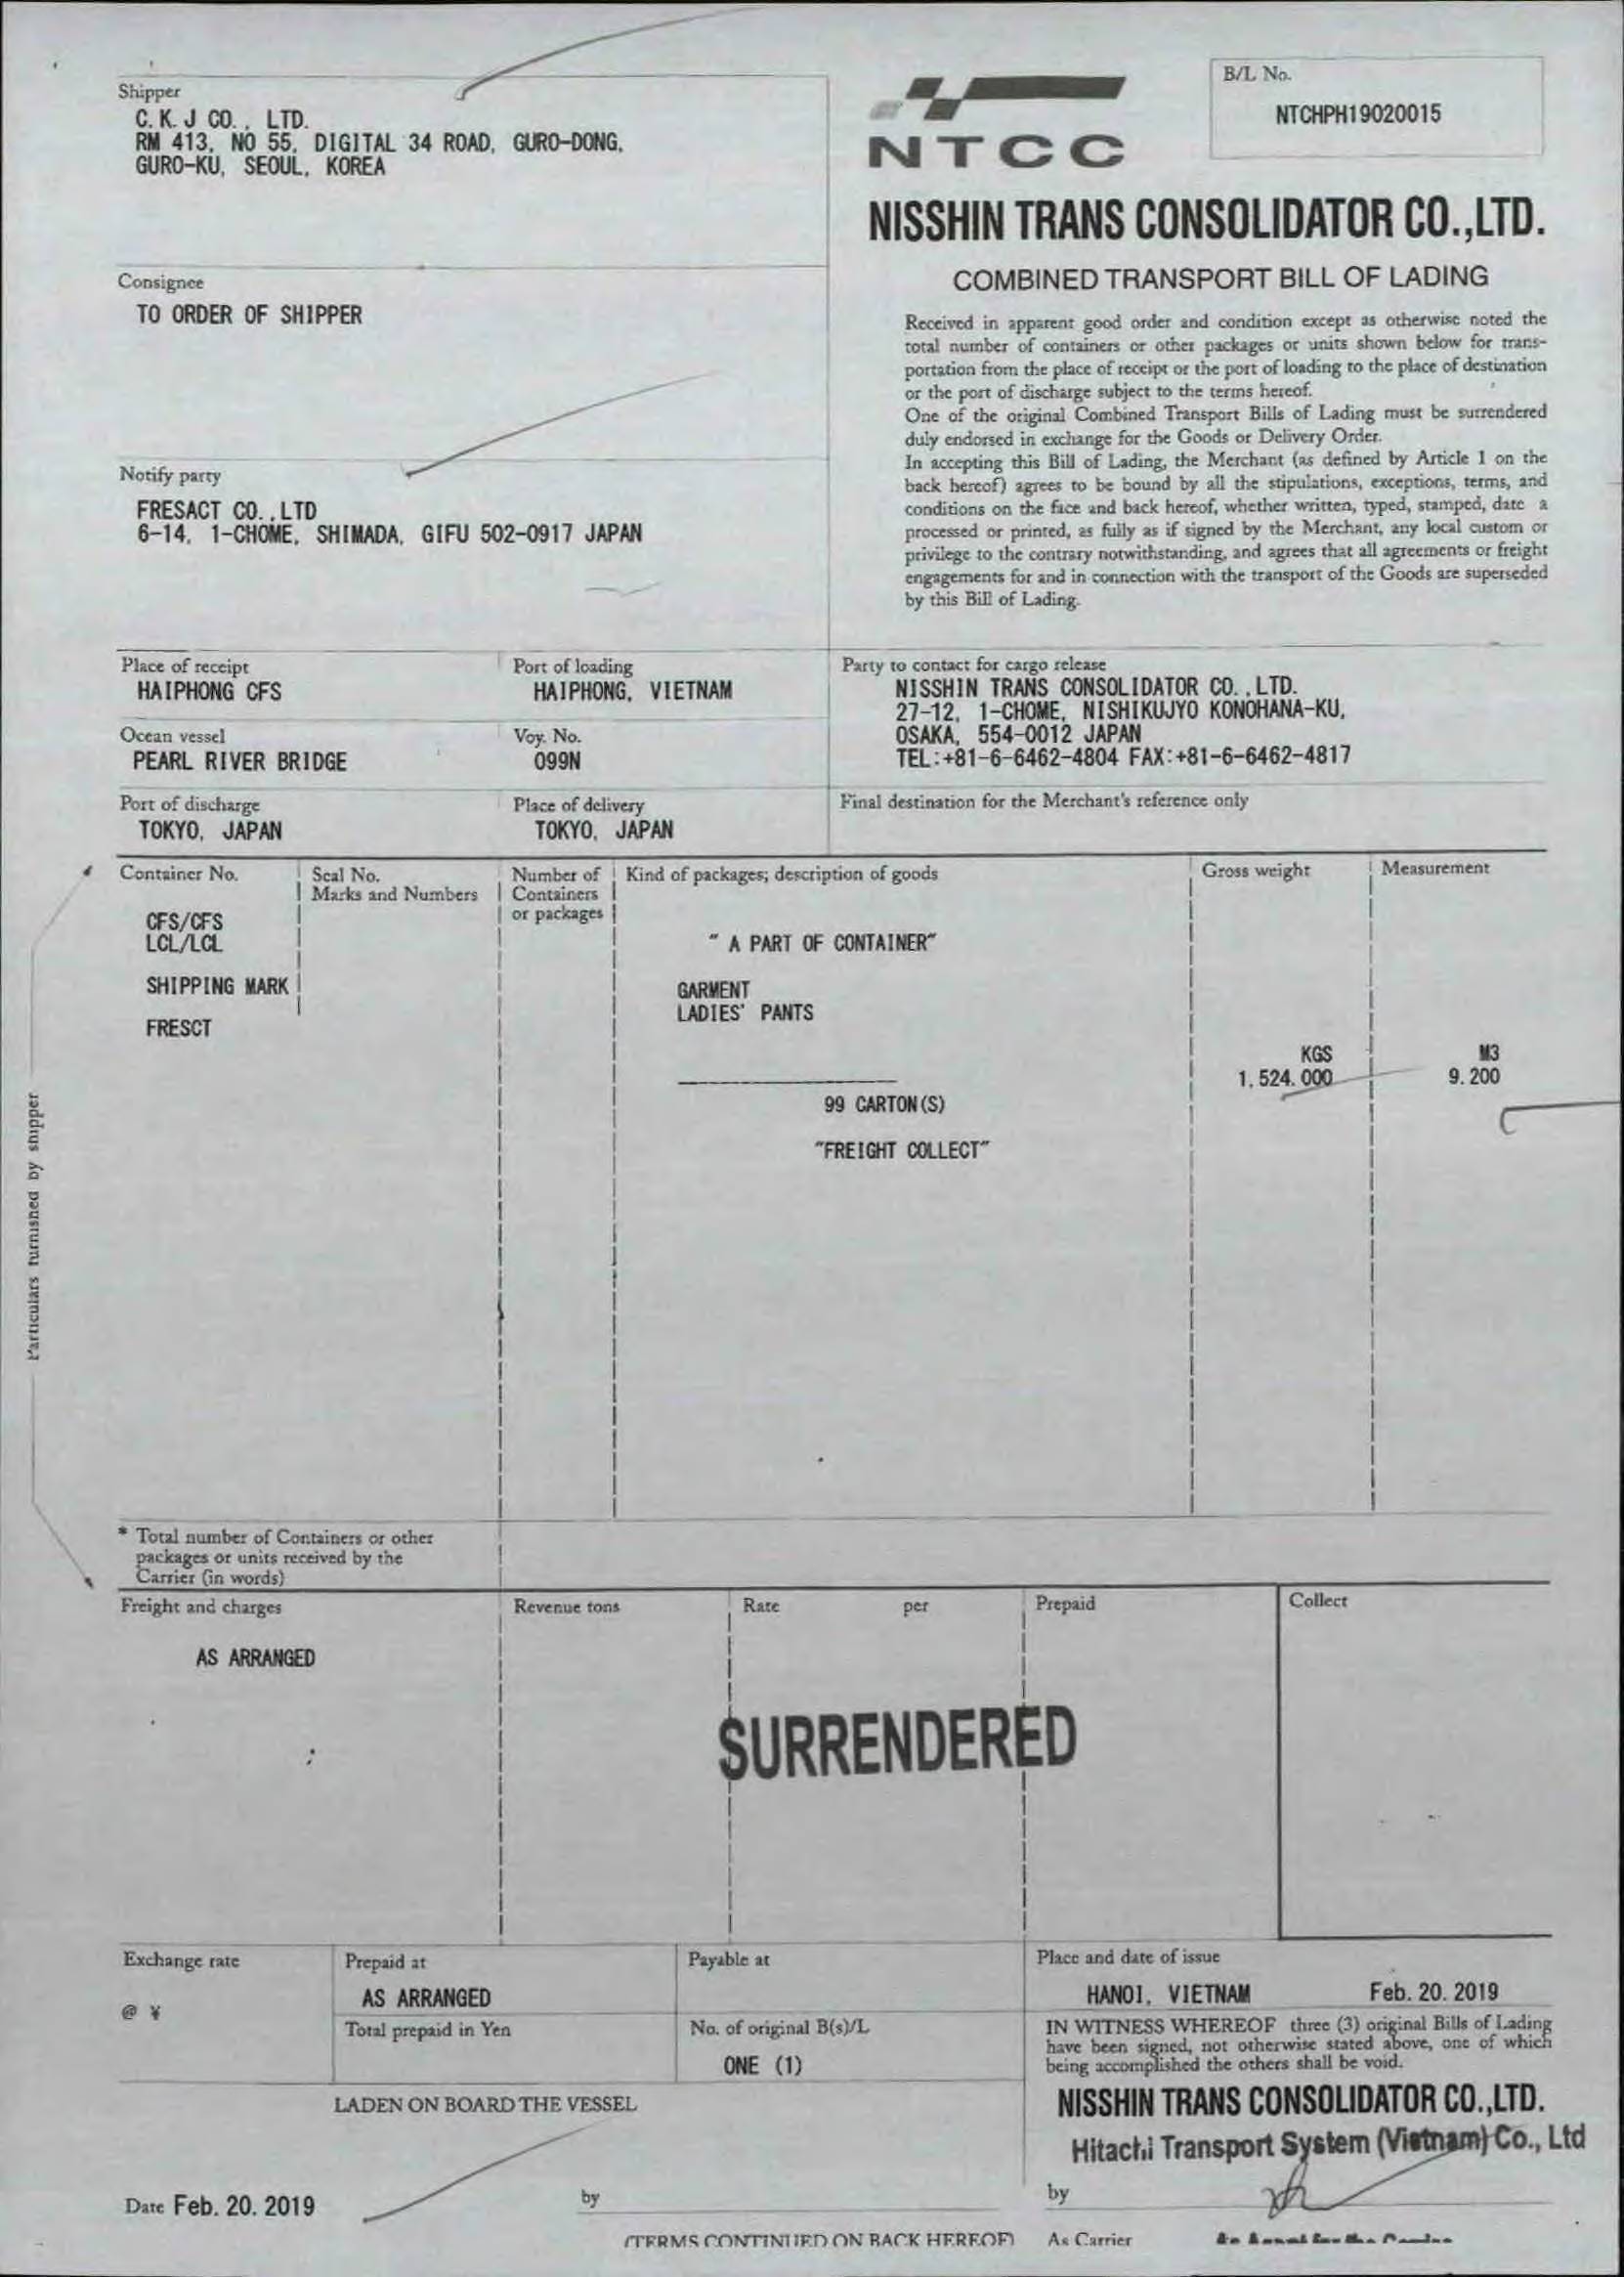 Shipper
C. K. J CO., LTD.
RM 413, NO 55, DIGITAL 34 ROAD, GURO-DONG,
GURO-KU, SEOUL, KOREA
B/L No.
NTCHPH19020015
NTCC
NISSHIN TRANS CONSOLIDATOR CO.,LTD.
COMBINED TRANSPORT BILL OF LADING
Consignee
TO ORDER OF SHIPPER
Received in apparent good order and condition except as otherwise noted the
total number of containers or other packages or units shown below for trans-
portation from the place of receipt or the port of loading to the place of destination
or the port of discharge subject to the terms hereof.
One of the original Combined Transport Bills of Lading must be surrendered
duly endorsed in exchange for the Goods or Delivery Order.
In accepting this Bill of Lading, the Merchant (as defined by Article 1 on the
back hereof) agrees to be bound by all the stipulations, exceptions, terms, and
conditions on the face and back hereof, whether written, typed, stamped, date a
processed or printed, as fully as if signed by the Merchant, any local custom or
privilege to the contrary notwithstanding, and agrees that all agreements or freight
engagements for and in connection with the transport of the Goods are superseded
by this Bill of Lading.
Notify party
FRESACT CO.,LTD
6-14, 1-CHOME, SHIMADA, GIFU 502-0917 JAPAN
Place of receipt
HAIPHONG CFS
Port of loading
HAIPHONG, VIETNAM
Party to contact for cargo release
NISSHIN TRANS CONSOLIDATOR CO.,LTD.
27-12, 1-CHOME, NISHIKUJYO KONOHANA-KU,
OSAKA, 554-0012 JAPAN
TEL:+81-6-6462-4804 FAX:+81-6-6462-4817
Ocean vessel
PEARL RIVER BRIDGE
Voy. No.
099N
Port of discharge
TOKYO, JAPAN
Place of delivery
TOKYO, JAPAN
Final destination for the Merchant's reference only
Container No.
Seal No.
Marks and Numbers
Number of
Containers
or packages
Kind of packages; description of goods
Gross weight
Measurement
CFS/CFS
LCL/LCL
" A PART OF CONTAINER"
SHIPPING MARK
GARMENT
LADIES' PANTS
FRESCT
KGS
M3
1,524.000
9.200
99 CARTON(S)
"FREIGHT COLLECT"
Particulars furnished by shipper
* Total number of Containers or other
packages or units received by the
Carrier (in words)
Freight and charges
Revenue tons
Rate
per
Prepaid
Collect
AS ARRANGED
SURRENDERED
Exchange rate
@ ¥
Prepaid at
AS ARRANGED
Payable at
Place and date of issue
HANOI, VIETNAM Feb. 20. 2019
Total prepaid in Yen
No. of original B(s)/L
ONE (1)
IN WITNESS WHEREOF three (3) original Bills of Lading
have been signed, not otherwise stated above, one of which
being accomplished the others shall be void.
LADEN ON BOARD THE VESSEL
NISSHIN TRANS CONSOLIDATOR CO.,LTD.
Hitachi Transport System (Vietnam) Co., Ltd
Date Feb. 20. 2019
by
by
(TERMS CONTINUED ON BACK HEREOF)
As Carrier